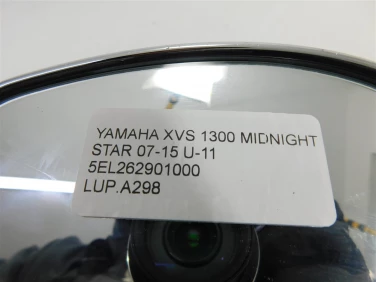 YAMAHA XVS 1300 MIDNIGHT
STAR 07-15 U-11
5EL262901000
LUP.A298